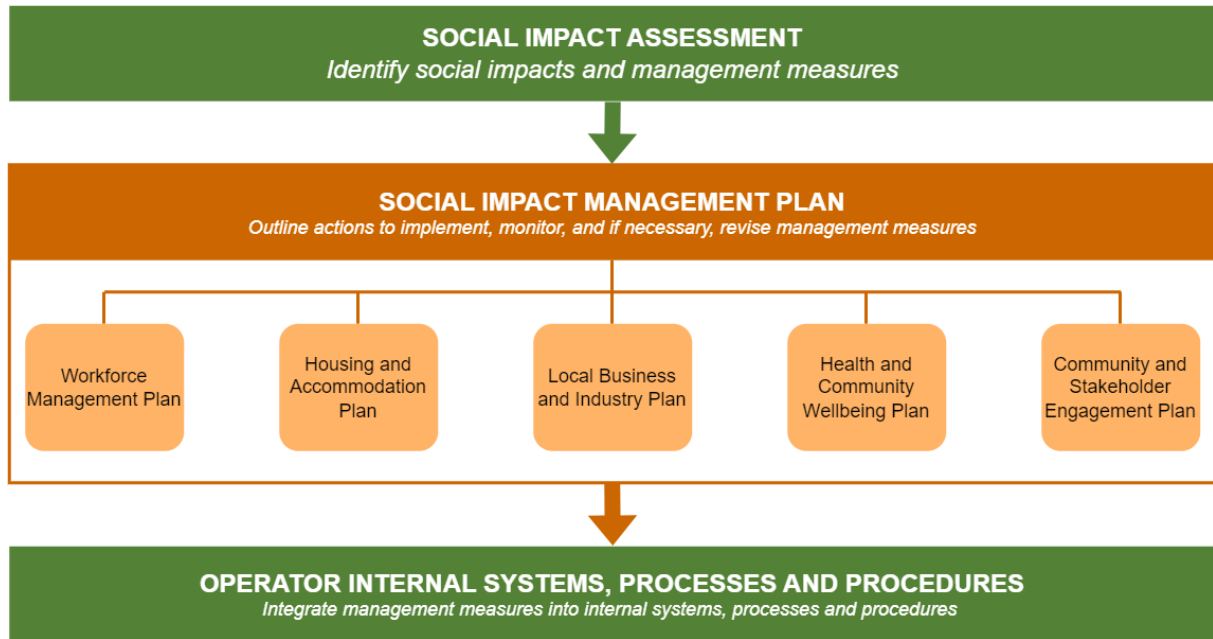 SOCIAL IMPACT ASSESSMENT
Identify social impacts and management measures
SOCIAL IMPACT MANAGEMENT PLAN
Outline actions to implement, monitor, and if necessary, revise management measures
Workforce
Management Plan
Housing and
Accommodation
Plan
Local Business
and Industry Plan
Health and
Community
Wellbeing Plan
Community and
Stakeholder
Engagement Plan
OPERATOR INTERNAL SYSTEMS, PROCESSES AND PROCEDURES
Integrate management measures into internal systems, processes and procedures